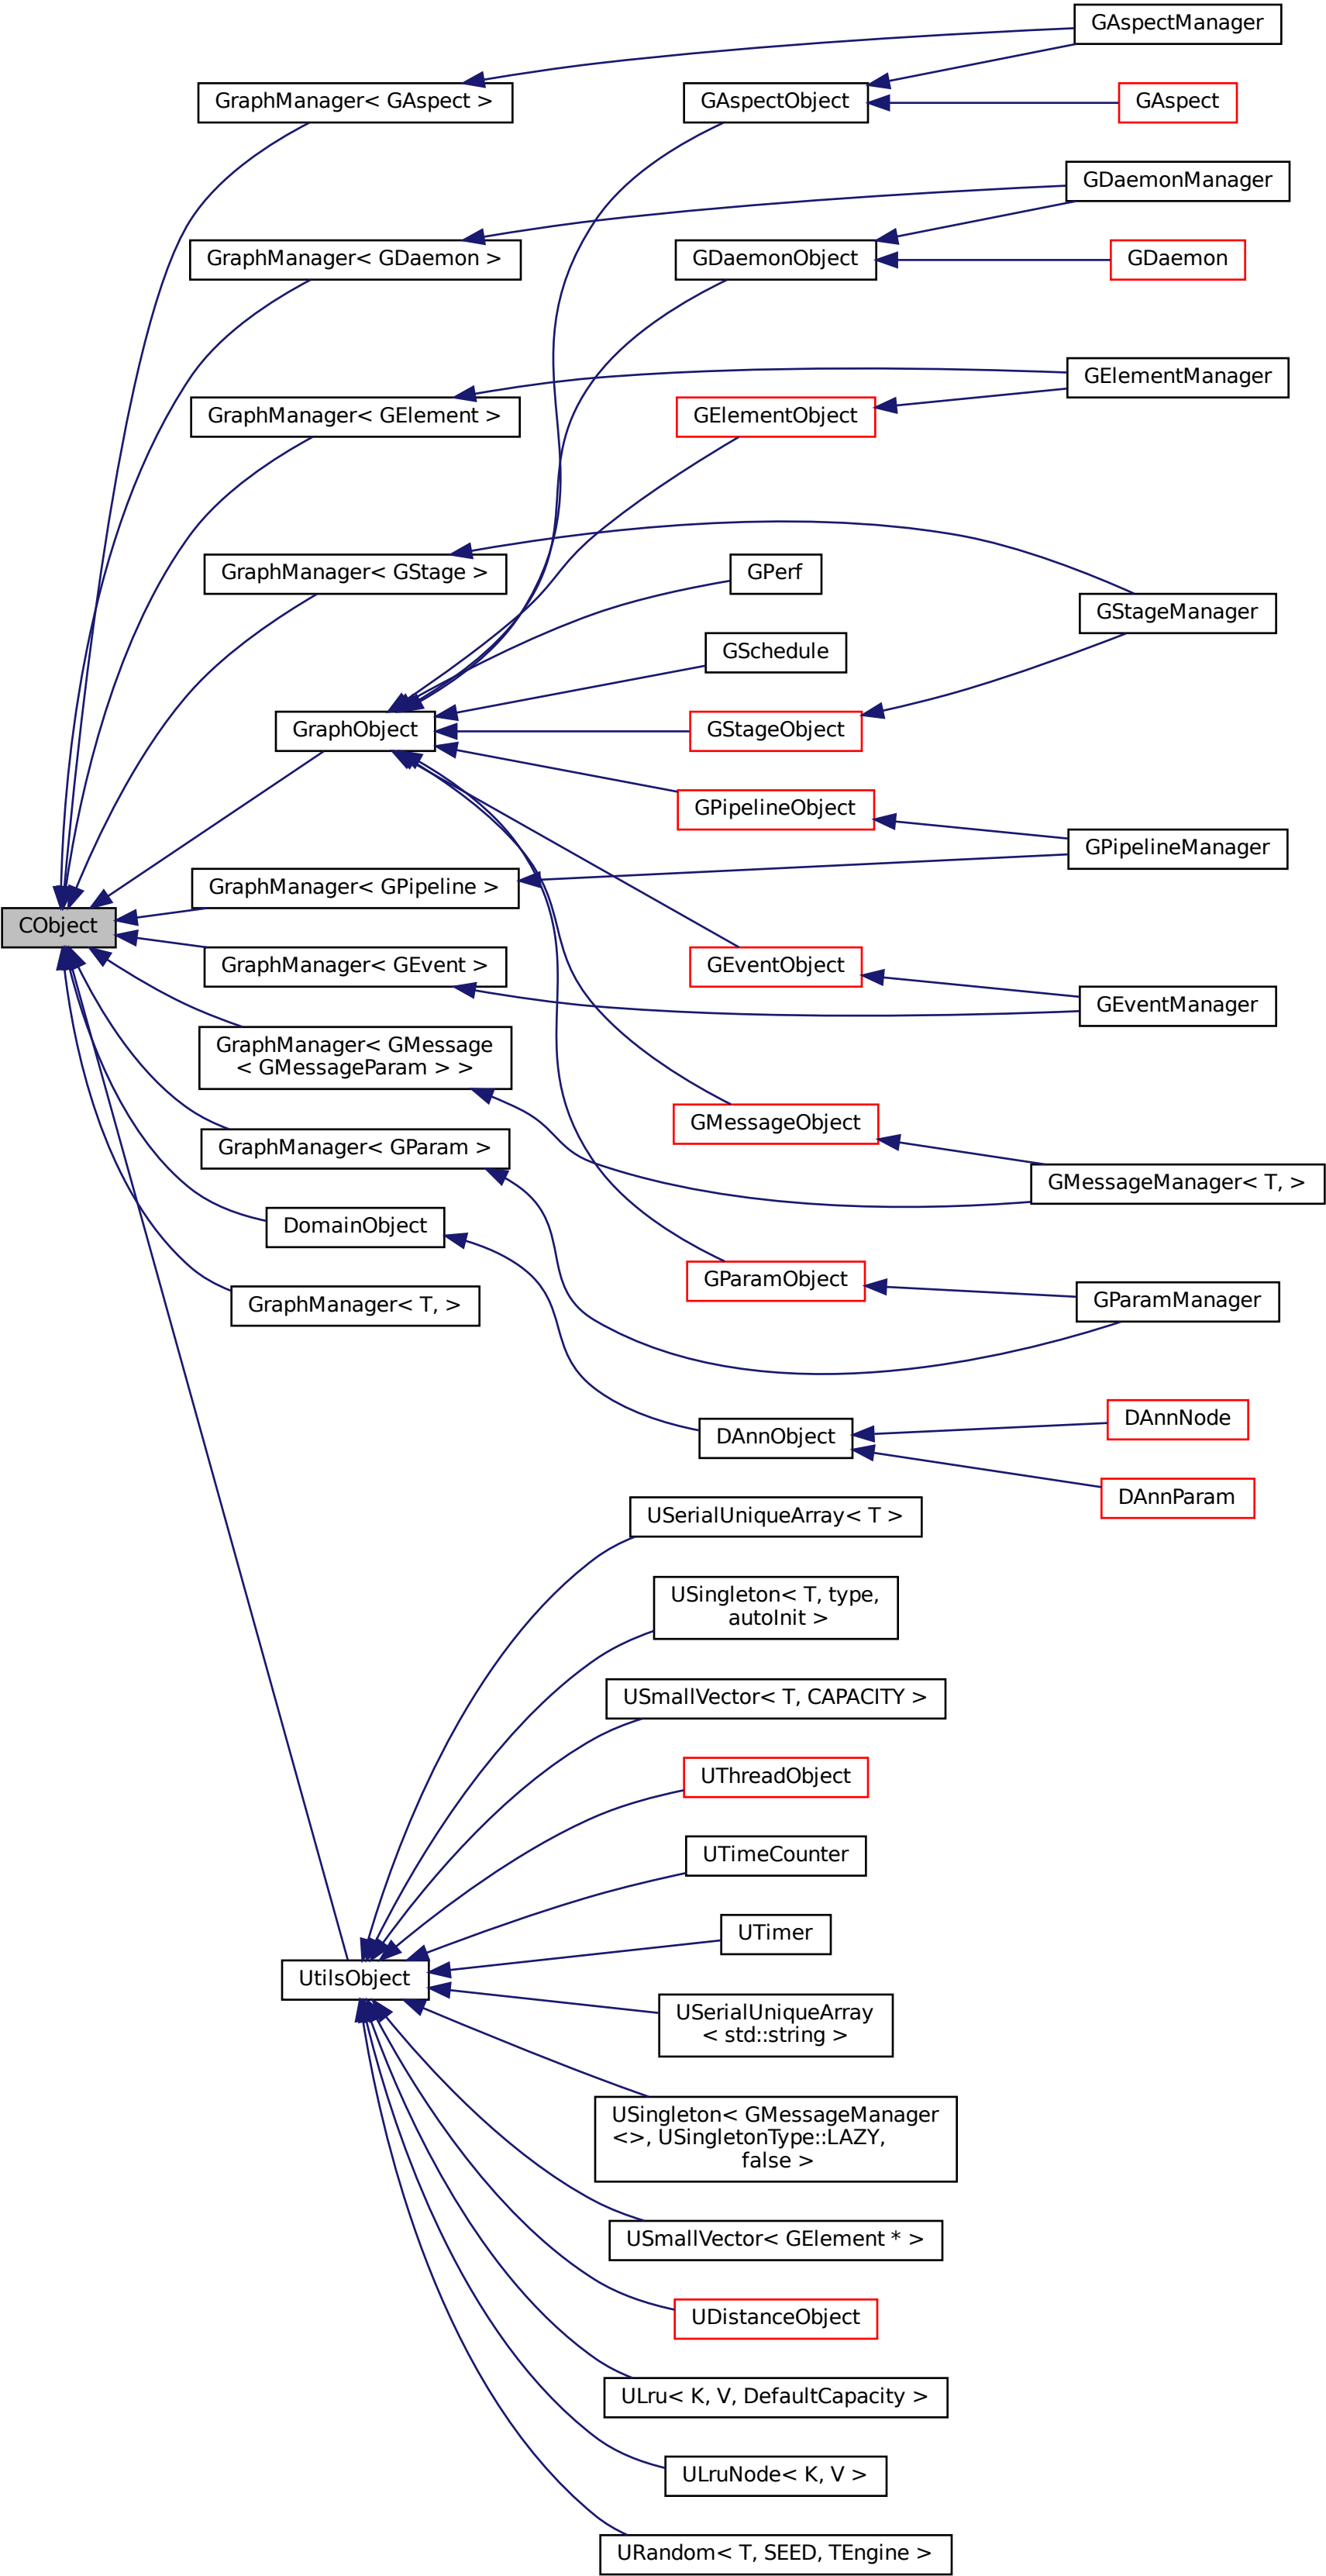 GAspectManager
GraphManager< GAspect >
GAspectObject
GAspect
GDaemonManager
GraphManager< GDaemon >
GDaemonObject
GDaemon
GElementManager
GraphManager< GElement >
GElementObject
GraphManager< GStage >
GPerf
GStageManager
GSchedule
GraphObject
GStageObject
GPipelineObject
GPipelineManager
GraphManager< GPipeline >
CObject
GraphManager< GEvent >
GEventObject
GEventManager
GraphManager< GMessage
< GMessageParam > >
GMessageObject
GraphManager< GParam >
GMessageManager< T, >
DomainObject
GParamObject
GraphManager< T, >
GParamManager
DAnnNode
DAnnObject
DAnnParam
USerialUniqueArray< T >
USingleton< T, type,
autoInit >
USmallVector< T, CAPACITY >
UThreadObject
UTimeCounter
UTimer
UtilsObject
USerialUniqueArray
< std::string >
USingleton< GMessageManager
<>, USingletonType::LAZY,
false >
USmallVector< GElement * >
UDistanceObject
ULru< K, V, DefaultCapacity >
ULruNode< K, V >
URandom< T, SEED, TEngine >